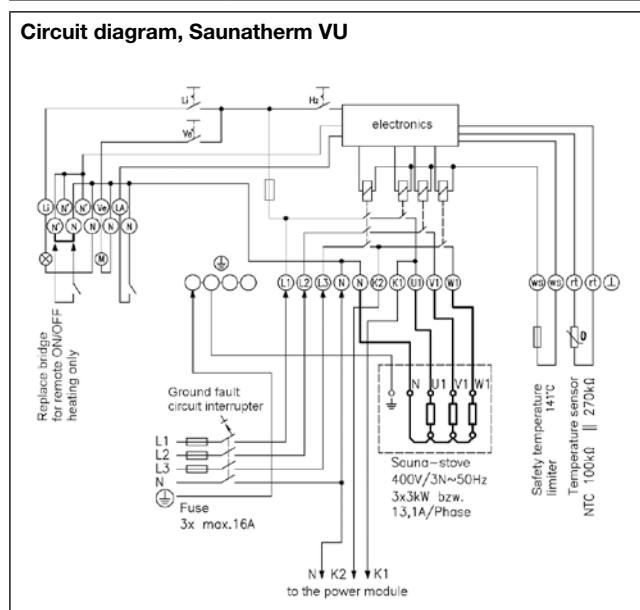 Circuit diagram, Saunatherm VU
Li
Hz
Ve
electronics
Li N' N' Ve LA
N' N N N N
M
L1 L2 L3 N N K2 K1 U1 V1 W1
ws ws rt rt
Replace bridge
for remote ON/OFF
heating only
Ground fault
circuit interrupter
L1
L2
L3
N
Fuse
3x max.16A
N U1 V1 W1
Sauna-stove
400V/3N~50Hz
3x3kW bzw.
13,1A/Phase
Safety temperature
limiter 141°C
Temperature sensor
NTC 100kΩ || 270kΩ
N K2 K1
to the power module